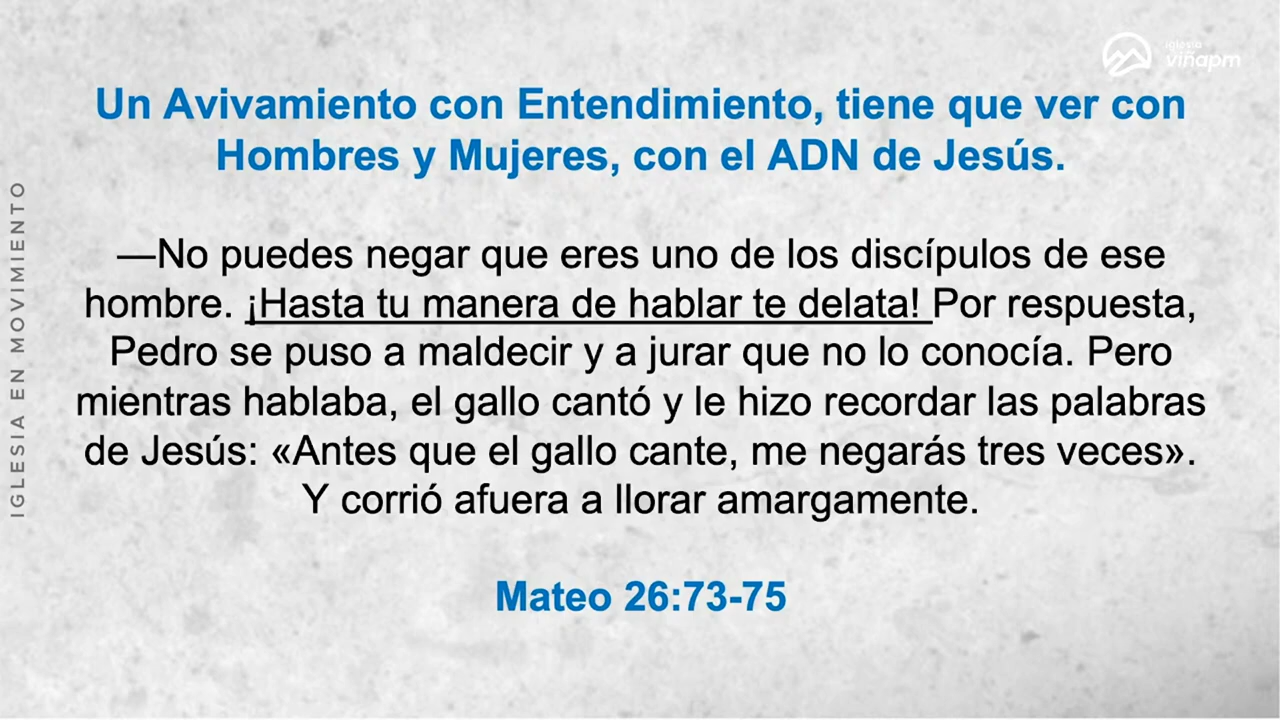 iglesia
viñapm
Un Avivamiento con Entendimiento, tiene que ver con
Hombres y Mujeres, con el ADN de Jesús.
IGLESIA EN MOVIMIENTO
—No puedes negar que eres uno de los discípulos de ese
hombre. ¡Hasta tu manera de hablar te delata! Por respuesta,
Pedro se puso a maldecir y a jurar que no lo conocía. Pero
mientras hablaba, el gallo cantó y le hizo recordar las palabras
de Jesús: «Antes que el gallo cante, me negarás tres veces».
Y corrió afuera a llorar amargamente.
Mateo 26:73-75